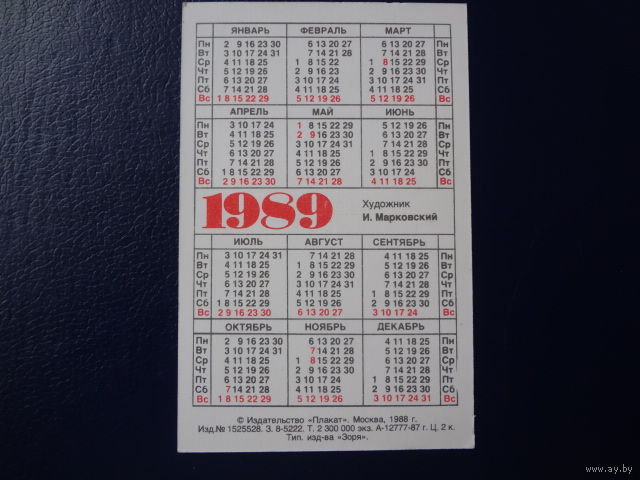 ЯНВАРЬ ФЕВРАЛЬ МАРТ
Пн 2 9 16 23 30 6 13 20 27 6 13 20 27 Пн
Вт 3 10 17 24 31 7 14 21 28 7 14 21 28 Вт
Ср 4 11 18 25 1 8 15 22 1 8 15 22 29 Ср
Чт 5 12 19 26 2 9 16 23 2 9 16 23 30 Чт
Пт 6 13 20 27 3 10 17 24 3 10 17 24 31 Пт
Сб 7 14 21 28 4 11 18 25 4 11 18 25 Сб
Вс 1 8 15 22 29 5 12 19 26 5 12 19 26 Вс
АПРЕЛЬ МАЙ ИЮНЬ
Пн 3 10 17 24 1 8 15 22 29 5 12 19 26 Пн
Вт 4 11 18 25 2 9 16 23 30 6 13 20 27 Вт
Ср 5 12 19 26 3 10 17 24 31 7 14 21 28 Ср
Чт 6 13 20 27 4 11 18 25 1 8 15 22 29 Чт
Пт 7 14 21 28 5 12 19 26 2 9 16 23 30 Пт
Сб 1 8 15 22 29 6 13 20 27 3 10 17 24 Сб
Вс 2 9 16 23 30 7 14 21 28 4 11 18 25 Вс
1989 Художник
И. Марковский
ИЮЛЬ АВГУСТ СЕНТЯБРЬ
Пн 3 10 17 24 31 7 14 21 28 4 11 18 25 Пн
Вт 4 11 18 25 1 8 15 22 29 5 12 19 26 Вт
Ср 5 12 19 26 2 9 16 23 30 6 13 20 27 Ср
Чт 6 13 20 27 3 10 17 24 31 7 14 21 28 Чт
Пт 7 14 21 28 4 11 18 25 1 8 15 22 29 Пт
Сб 1 8 15 22 29 5 12 19 26 2 9 16 23 30 Сб
Вс 2 9 16 23 30 6 13 20 27 3 10 17 24 Вс
ОКТЯБРЬ НОЯБРЬ ДЕКАБРЬ
Пн 2 9 16 23 30 6 13 20 27 4 11 18 25 Пн
Вт 3 10 17 24 31 7 14 21 28 5 12 19 26 Вт
Ср 4 11 18 25 1 8 15 22 29 6 13 20 27 Ср
Чт 5 12 19 26 2 9 16 23 30 7 14 21 28 Чт
Пт 6 13 20 27 3 10 17 24 1 8 15 22 29 Пт
Сб 7 14 21 28 4 11 18 25 2 9 16 23 30 Сб
Вс 1 8 15 22 29 5 12 19 26 3 10 17 24 31 Вс
© Издательство «Плакат». Москва, 1988 г.
Изд.№ 1525528. З. 8-5222. Т. 2 300 000 экз. А-12777-87 г. Ц. 2 к.
Тип. изд-ва «Зоря».
www.ay.by